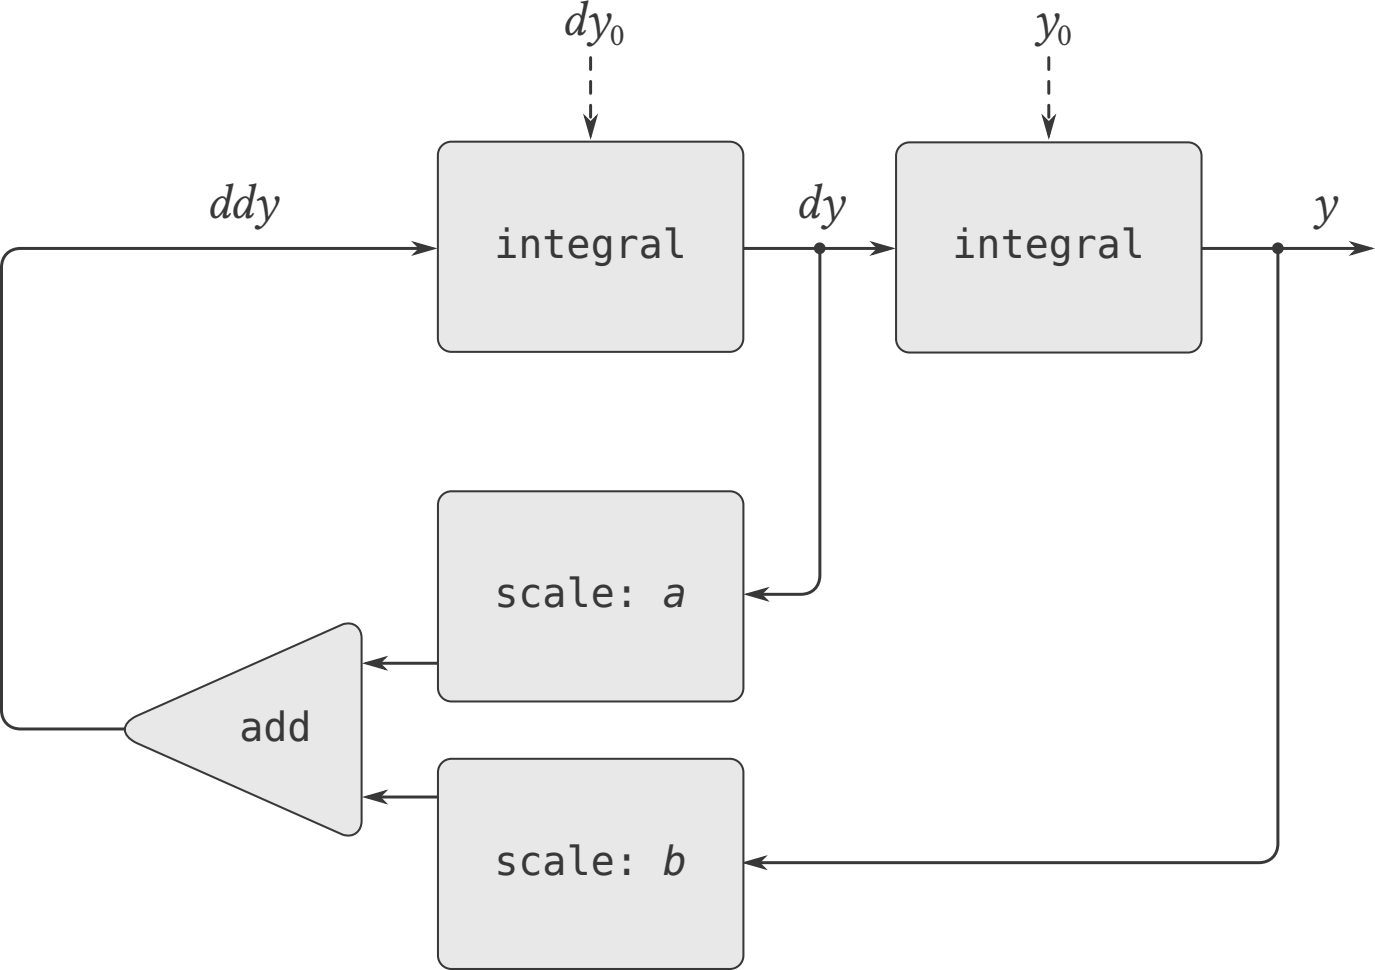 dy₀
y₀
ddy
dy
y
integral
integral
scale: a
add
scale: b